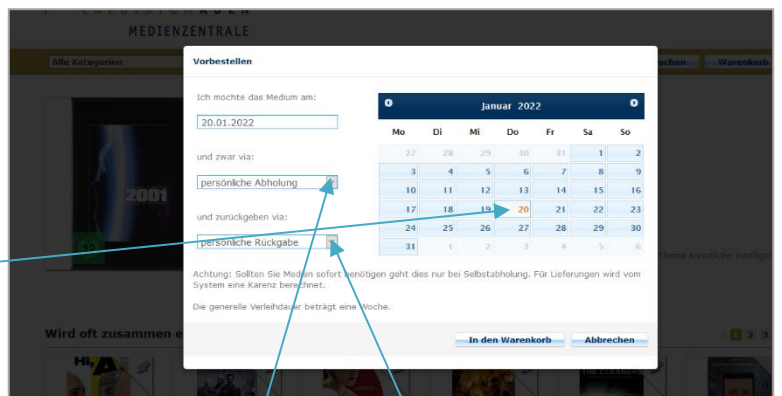 MEDIENZENTRALE
Alle Kategorien
Warenkorb
Vorbestellen
Ich möchte das Medium am:
20.01.2022
und zwar via:
persönliche Abholung
und zurückgeben via:
persönliche Rückgabe
Januar 2022
Mo Di Mi Do Fr Sa So
27 28 29 30 31 1 2
3 4 5 6 7 8 9
10 11 12 13 14 15 16
17 18 19 20 21 22 23
24 25 26 27 28 29 30
31 1 2 3 4 5 6
Achtung: Sollten Sie Medien sofort benötigen geht dies nur bei Selbstabholung. Für Lieferungen wird vom
System eine Karenz berechnet.
Die generelle Verleihdauer beträgt eine Woche.
In den Warenkorb Abbrechen
2001
Thema Künstliche Intelligen
Wird oft zusammen e
1 2 3
THE CLEANERS